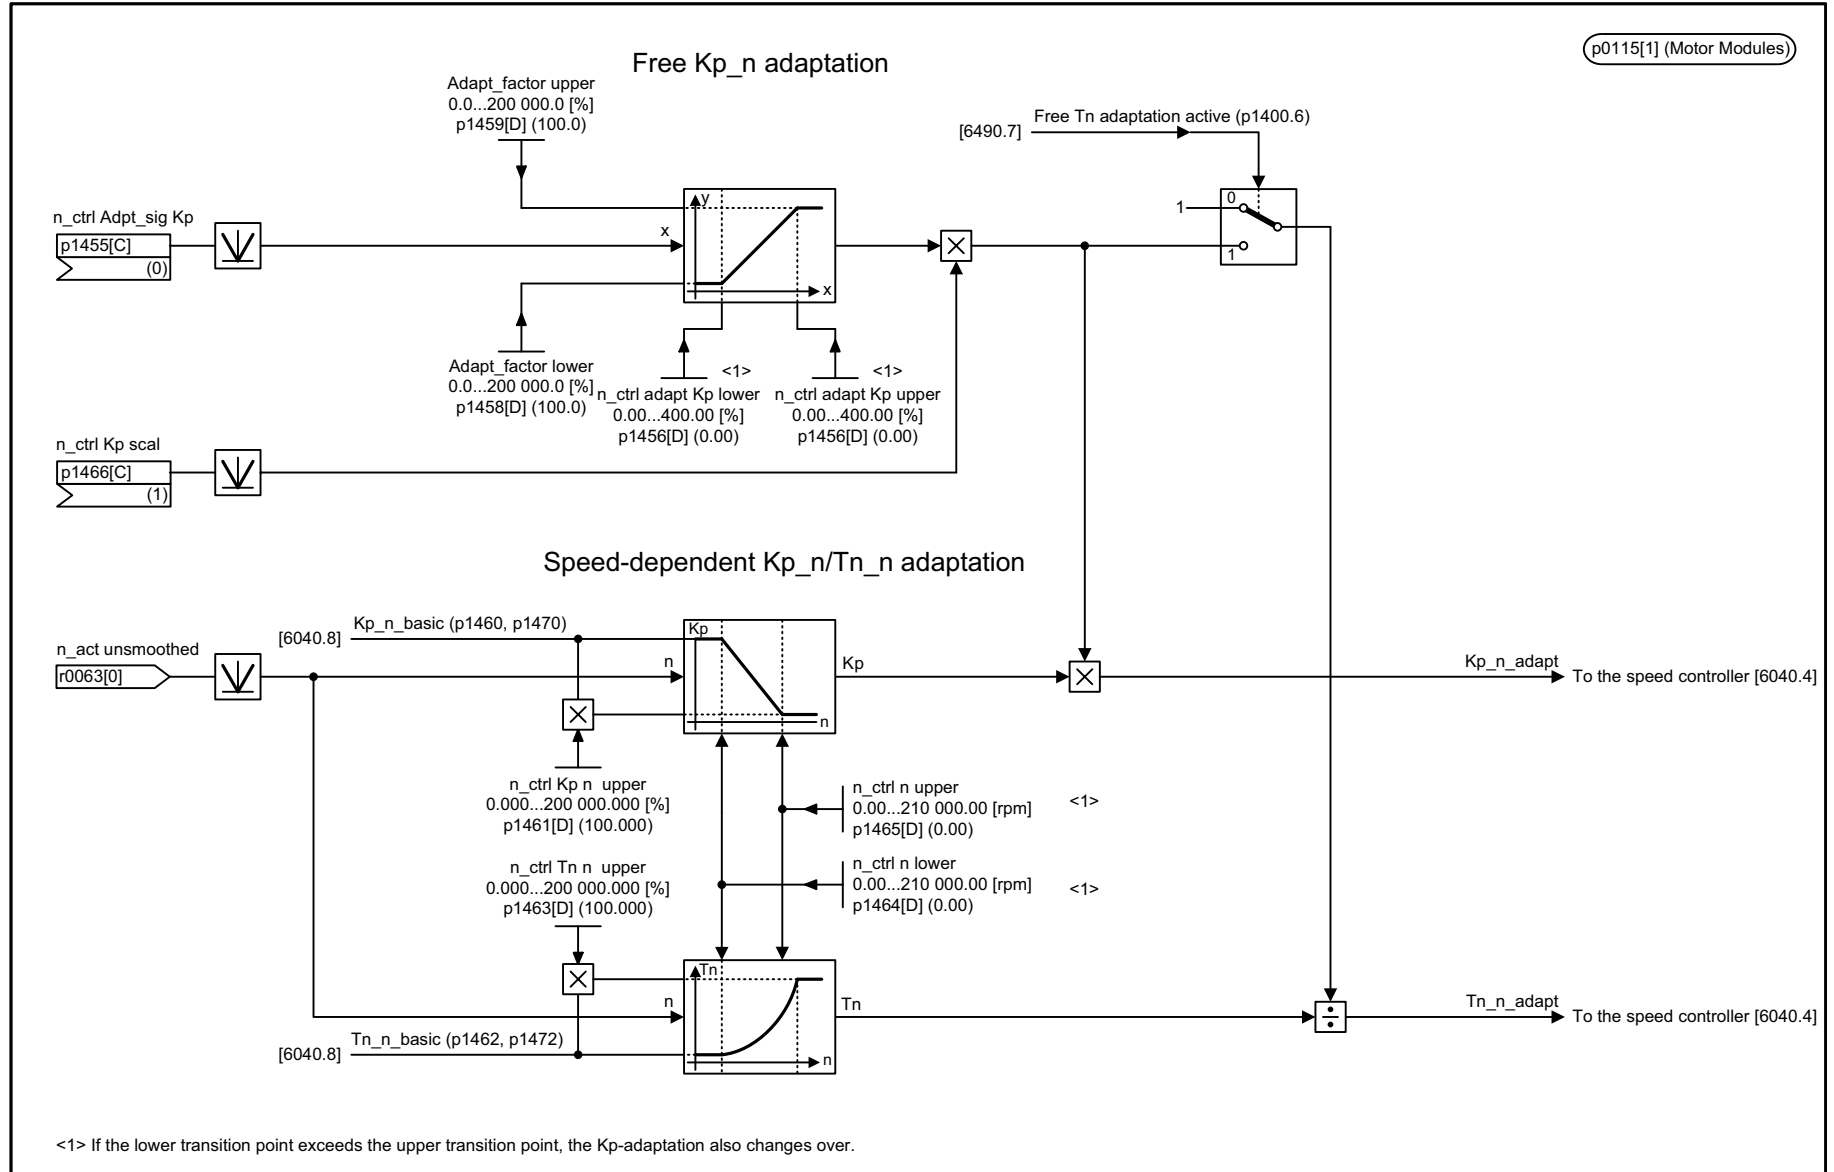 p0115[1] (Motor Modules)
Free Kp_n adaptation
Adapt_factor upper
0.0...200 000.0 [%]
p1459[D] (100.0)
Free Tn adaptation active (p1400.6)
[6490.7]
n_ctrl Adpt_sig Kp
p1455[C]
(0)
x
y
x
1
0
1
Adapt_factor lower
0.0...200 000.0 [%]
p1458[D] (100.0)
<1>
n_ctrl adapt Kp lower
0.00...400.00 [%]
p1456[D] (0.00)
<1>
n_ctrl adapt Kp upper
0.00...400.00 [%]
p1456[D] (0.00)
n_ctrl Kp scal
p1466[C]
(1)
Speed-dependent Kp_n/Tn_n adaptation
[6040.8]
Kp_n_basic (p1460, p1470)
n_act unsmoothed
r0063[0]
n
Kp
n
Kp
Kp_n_adapt
To the speed controller [6040.4]
n_ctrl Kp n upper
0.000...200 000.000 [%]
p1461[D] (100.000)
n_ctrl n upper
0.00...210 000.00 [rpm]
p1465[D] (0.00)
<1>
n_ctrl Tn n upper
0.000...200 000.000 [%]
p1463[D] (100.000)
n_ctrl n lower
0.00...210 000.00 [rpm]
p1464[D] (0.00)
<1>
Tn
n
n
Tn
Tn_n_adapt
To the speed controller [6040.4]
[6040.8]
Tn_n_basic (p1462, p1472)
<1> If the lower transition point exceeds the upper transition point, the Kp-adaptation also changes over.